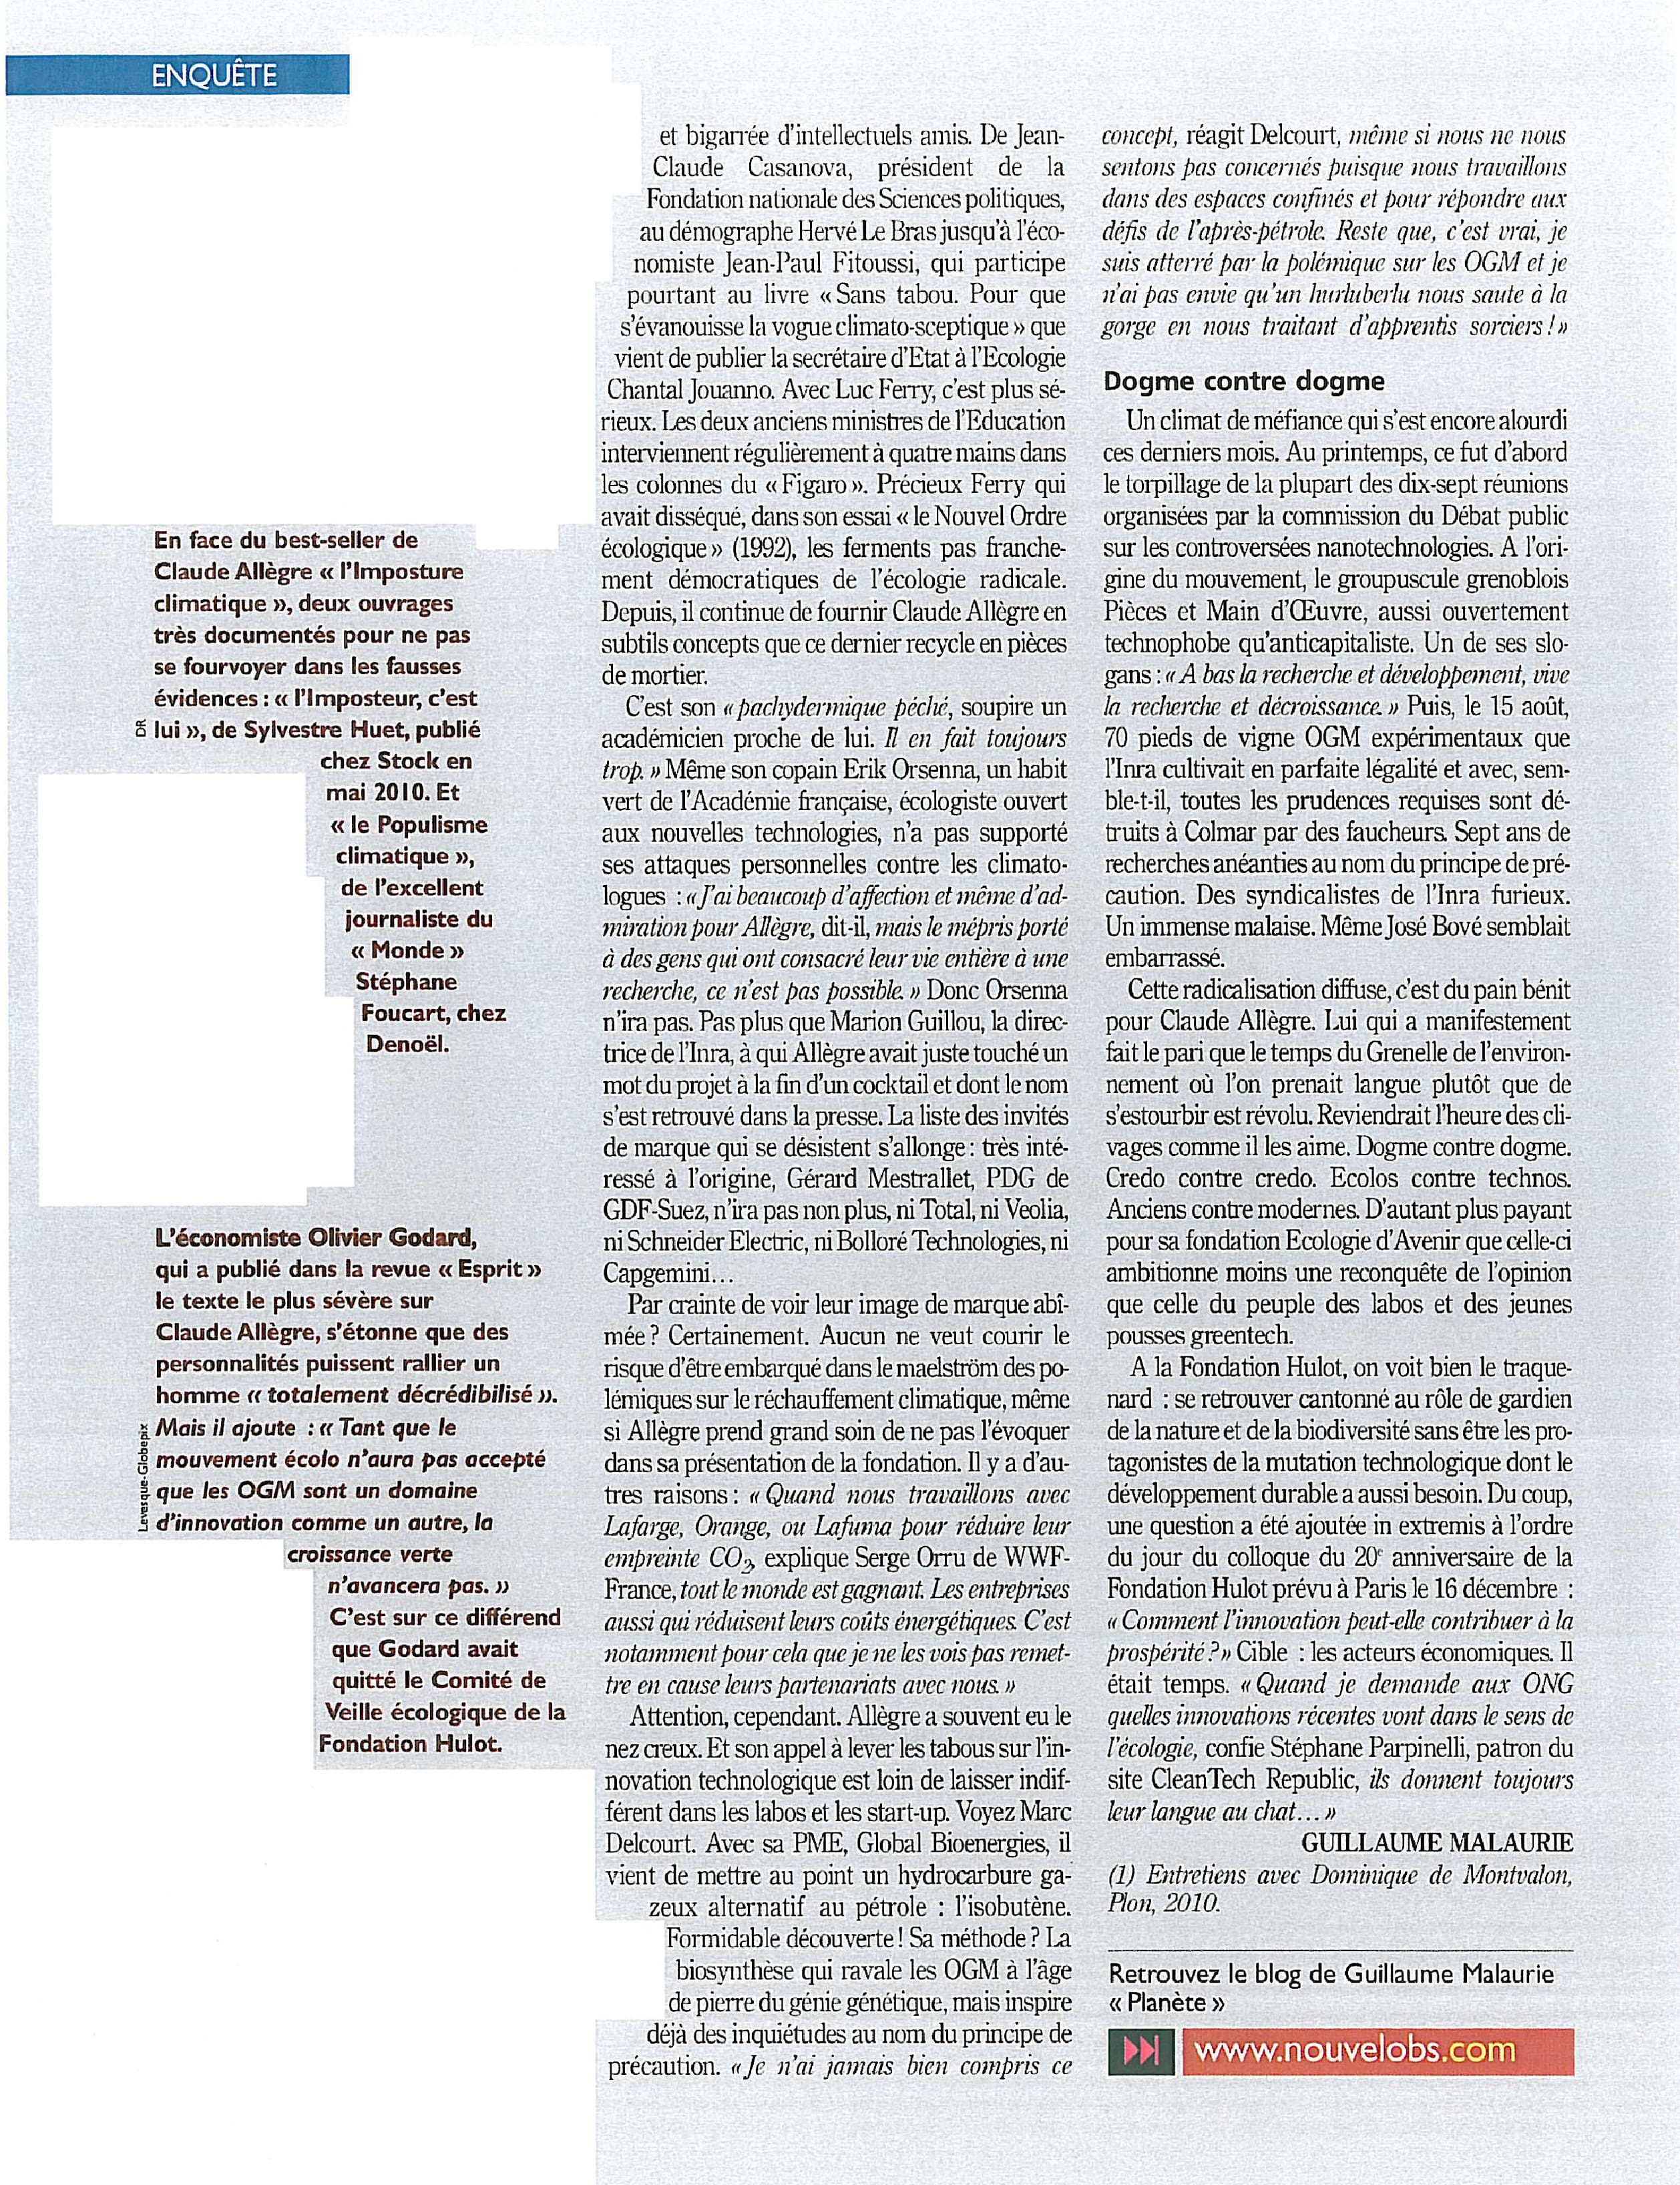 ENQUÊTE
En face du best-seller de
Claude Allègre « l'Imposture
climatique », deux ouvrages
très documentés pour ne pas
se fourvoyer dans les fausses
évidences : « l'Imposteur, c'est
lui », de Sylvestre Huet, publié
chez Stock en
mai 2010. Et
« le Populisme
climatique »,
de l'excellent
journaliste du
« Monde »
Stéphane
Foucart, chez
Denoël.
DR
L'économiste Olivier Godard,
qui a publié dans la revue « Esprit »
le texte le plus sévère sur
Claude Allègre, s'étonne que des
personnalités puissent rallier un
homme « totalement décrédibilisé ».
Mais il ajoute : « Tant que le
mouvement écolo n'aura pas accepté
que les OGM sont un domaine
d'innovation comme un autre, la
croissance verte
n'avancera pas. »
C'est sur ce différend
que Godard avait
quitté le Comité de
Veille écologique de la
Fondation Hulot.
Levesque-Globepix
et bigarrée d'intellectuels amis. De Jean-
Claude Casanova, président de la
Fondation nationale des Sciences politiques,
au démographe Hervé Le Bras jusqu'à l'éco-
nomiste Jean-Paul Fitoussi, qui participe
pourtant au livre « Sans tabou. Pour que
s'évanouisse la vogue climato-sceptique » que
vient de publier la secrétaire d'Etat à l'Ecologie
Chantal Jouanno. Avec Luc Ferry, c'est plus sé-
rieux. Les deux anciens ministres de l'Education
interviennent régulièrement à quatre mains dans
les colonnes du « Figaro ». Précieux Ferry qui
avait disséqué, dans son essai « le Nouvel Ordre
écologique » (1992), les ferments pas franche-
ment démocratiques de l'écologie radicale.
Depuis, il continue de fournir Claude Allègre en
subtils concepts que ce dernier recycle en pièces
de mortier.
C'est son « pachydermique péché, soupire un
académicien proche de lui. Il en fait toujours
trop. » Même son copain Erik Orsenna, un habit
vert de l'Académie française, écologiste ouvert
aux nouvelles technologies, n'a pas supporté
ses attaques personnelles contre les climato-
logues : « J'ai beaucoup d'affection et même d'ad-
miration pour Allègre, dit-il, mais le mépris porté
à des gens qui ont consacré leur vie entière à une
recherche, ce n'est pas possible. » Donc Orsenna
n'ira pas. Pas plus que Marion Guillou, la direc-
trice de l'Inra, à qui Allègre avait juste touché un
mot du projet à la fin d'un cocktail et dont le nom
s'est retrouvé dans la presse. La liste des invités
de marque qui se désistent s'allonge : très inté-
ressé à l'origine, Gérard Mestrallet, PDG de
GDF-Suez, n'ira pas non plus, ni Total, ni Veolia,
ni Schneider Electric, ni Bolloré Technologies, ni
Capgemini...
Par crainte de voir leur image de marque abî-
mée ? Certainement. Aucun ne veut courir le
risque d'être embarqué dans le maelström des po-
lémiques sur le réchauffement climatique, même
si Allègre prend grand soin de ne pas l'évoquer
dans sa présentation de la fondation. Il y a d'au-
tres raisons : « Quand nous travaillons avec
Lafarge, Orange, ou Lafuma pour réduire leur
empreinte CO₂, explique Serge Orru de WWF-
France, tout le monde est gagnant. Les entreprises
aussi qui réduisent leurs coûts énergétiques. C'est
notamment pour cela que je ne les vois pas remet-
tre en cause leurs partenariats avec nous. »
Attention, cependant. Allègre a souvent eu le
nez creux. Et son appel à lever les tabous sur l'in-
novation technologique est loin de laisser indif-
férent dans les labos et les start-up. Voyez Marc
Delcourt. Avec sa PME, Global Bioenergies, il
vient de mettre au point un hydrocarbure ga-
zeux alternatif au pétrole : l'isobutène.
Formidable découverte ! Sa méthode ? La
biosynthèse qui ravale les OGM à l'âge
de pierre du génie génétique, mais inspire
déjà des inquiétudes au nom du principe de
précaution. « Je n'ai jamais bien compris ce
concept, réagit Delcourt, même si nous ne nous
sentons pas concernés puisque nous travaillons
dans des espaces confinés et pour répondre aux
défis de l'après-pétrole. Reste que, c'est vrai, je
suis atterré par la polémique sur les OGM et je
n'ai pas envie qu'un hurluberlu nous saute à la
gorge en nous traitant d'apprentis sorciers ! »
Dogme contre dogme
Un climat de méfiance qui s'est encore alourdi
ces derniers mois. Au printemps, ce fut d'abord
le torpillage de la plupart des dix-sept réunions
organisées par la commission du Débat public
sur les controversées nanotechnologies. A l'ori-
gine du mouvement, le groupuscule grenoblois
Pièces et Main d'Œuvre, aussi ouvertement
technophobe qu'anticapitaliste. Un de ses slo-
gans : « A bas la recherche et développement, vive
la recherche et décroissance. » Puis, le 15 août,
70 pieds de vigne OGM expérimentaux que
l'Inra cultivait en parfaite légalité et avec, sem-
ble-t-il, toutes les prudences requises sont dé-
truits à Colmar par des faucheurs. Sept ans de
recherches anéanties au nom du principe de pré-
caution. Des syndicalistes de l'Inra furieux.
Un immense malaise. Même José Bové semblait
embarrassé.
Cette radicalisation diffuse, c'est du pain bénit
pour Claude Allègre. Lui qui a manifestement
fait le pari que le temps du Grenelle de l'environ-
nement où l'on prenait langue plutôt que de
s'estourbir est révolu. Reviendrait l'heure des cli-
vages comme il les aime. Dogme contre dogme.
Credo contre credo. Ecolos contre technos.
Anciens contre modernes. D'autant plus payant
pour sa fondation Ecologie d'Avenir que celle-ci
ambitionne moins une reconquête de l'opinion
que celle du peuple des labos et des jeunes
pousses greentech.
A la Fondation Hulot, on voit bien le traque-
nard : se retrouver cantonné au rôle de gardien
de la nature et de la biodiversité sans être les pro-
tagonistes de la mutation technologique dont le
développement durable a aussi besoin. Du coup,
une question a été ajoutée in extremis à l'ordre
du jour du colloque du 20e anniversaire de la
Fondation Hulot prévu à Paris le 16 décembre :
« Comment l'innovation peut-elle contribuer à la
prospérité ? » Cible : les acteurs économiques. Il
était temps. « Quand je demande aux ONG
quelles innovations récentes vont dans le sens de
l'écologie, confie Stéphane Parpinelli, patron du
site CleanTech Republic, ils donnent toujours
leur langue au chat... »
GUILLAUME MALAURIE
(1) Entretiens avec Dominique de Montvalon,
Plon, 2010.
Retrouvez le blog de Guillaume Malaurie
« Planète »
www.nouvelobs.com